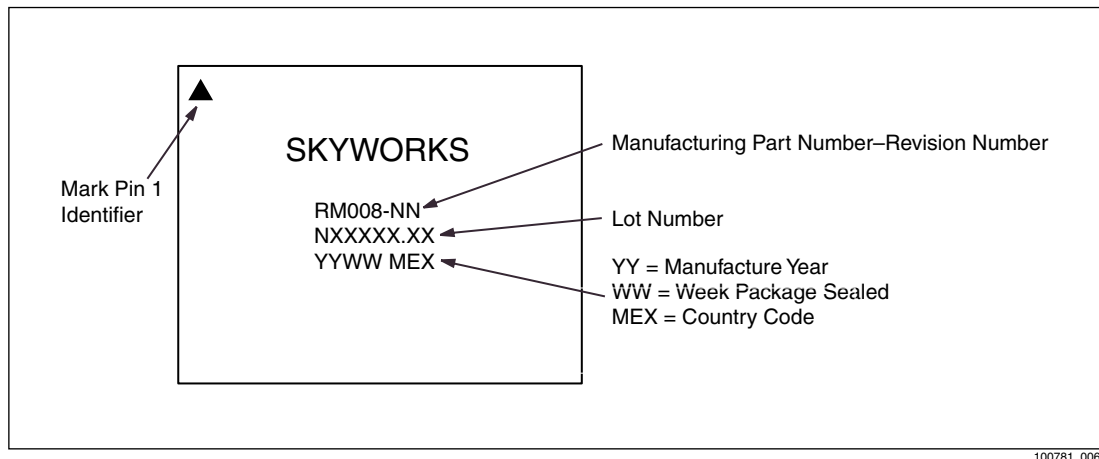 SKYWORKS
Manufacturing Part Number–Revision Number
Mark Pin 1
Identifier
RM008-NN
NXXXXX.XX
Lot Number
YYWW MEX
YY = Manufacture Year
WW = Week Package Sealed
MEX = Country Code
100781_006